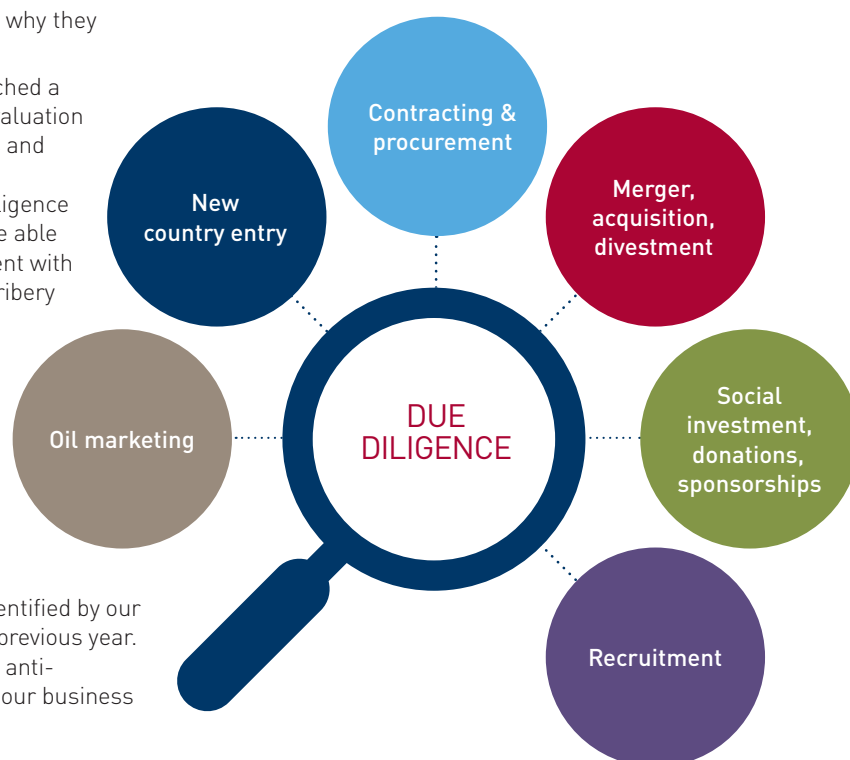 why they
ched a
aluation
and
ligence
e able
ent with
ribery
Contracting &
procurement
New
country entry
Merger,
acquisition,
divestment
Oil marketing
DUE
DILIGENCE
Social
investment,
donations,
sponsorships
Recruitment
entified by our
previous year.
anti-
our business